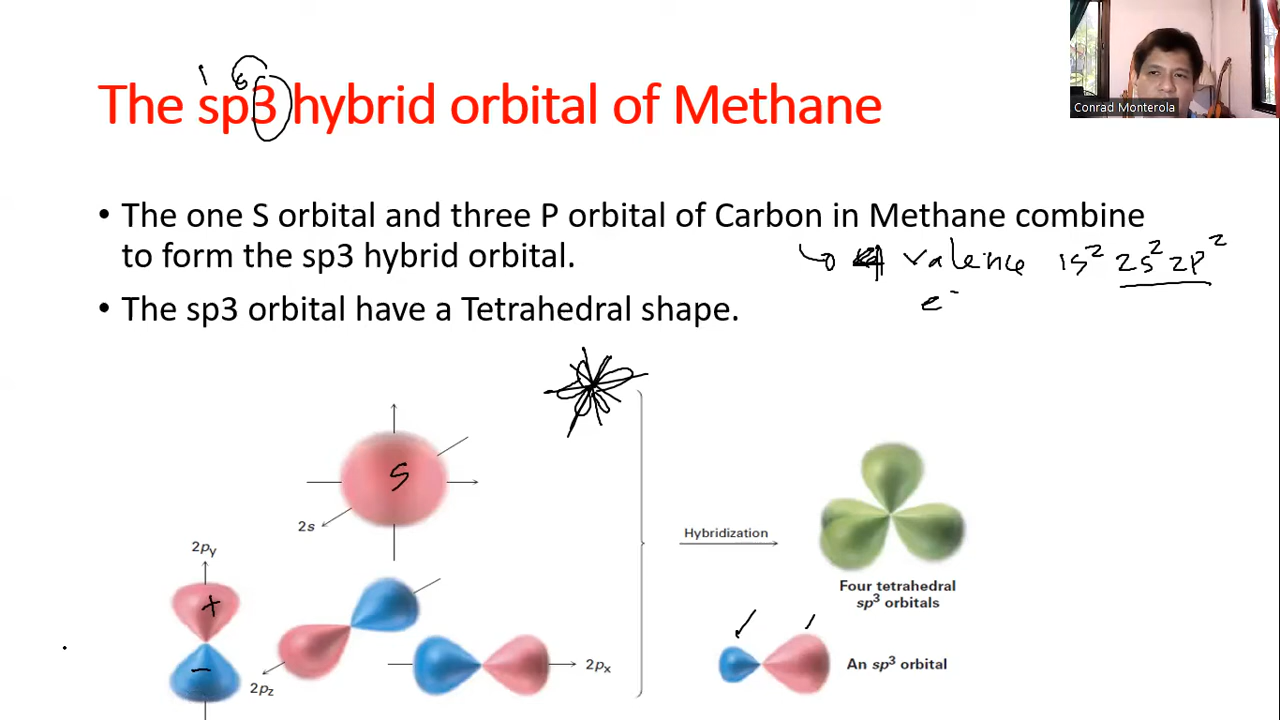 The sp3 hybrid orbital of Methane
Conrad Monterola
• The one S orbital and three P orbital of Carbon in Methane combine
to form the sp3 hybrid orbital.
valence 1s² 2s² 2p²
e⁻
• The sp3 orbital have a Tetrahedral shape.
S
2s
2py
+
−
2pz
2px
Hybridization
Four tetrahedral
sp³ orbitals
An sp³ orbital